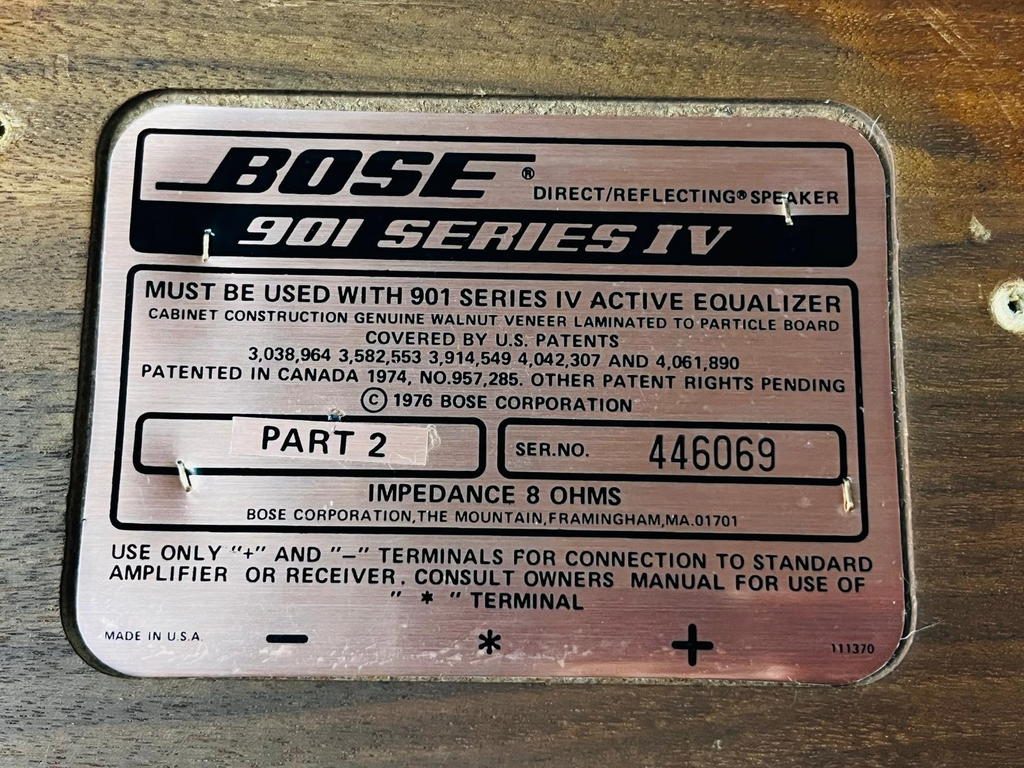 BOSE®
DIRECT/REFLECTING® SPEAKER
901 SERIES IV
MUST BE USED WITH 901 SERIES IV ACTIVE EQUALIZER
CABINET CONSTRUCTION GENUINE WALNUT VENEER LAMINATED TO PARTICLE BOARD
COVERED BY U.S. PATENTS
3,038,964 3,582,553 3,914,549 4,042,307 AND 4,061,890
PATENTED IN CANADA 1974, NO.957,285. OTHER PATENT RIGHTS PENDING
© 1976 BOSE CORPORATION
PART 2
SER.NO. 446069
IMPEDANCE 8 OHMS
BOSE CORPORATION,THE MOUNTAIN,FRAMINGHAM,MA.01701
USE ONLY "+" AND "−" TERMINALS FOR CONNECTION TO STANDARD
AMPLIFIER OR RECEIVER. CONSULT OWNERS MANUAL FOR USE OF
" * " TERMINAL
MADE IN U.S.A. − * + 111370